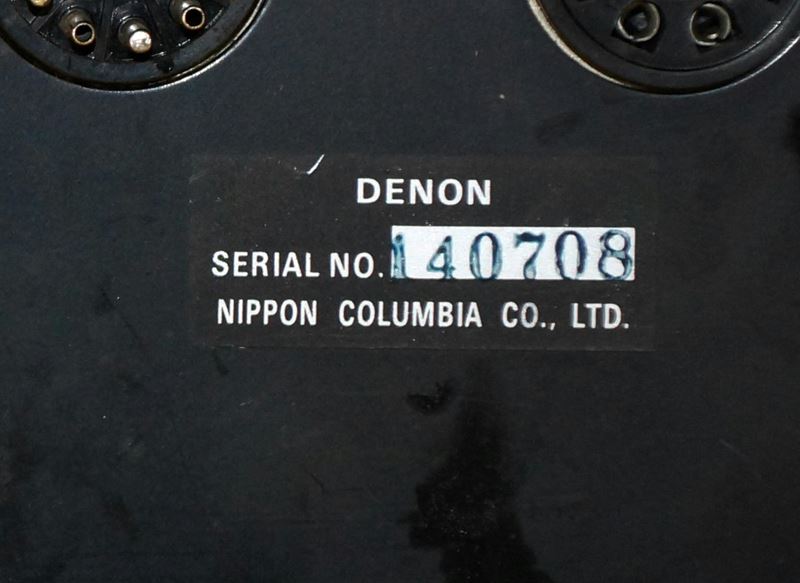 DENON
SERIAL NO. 140708
NIPPON COLUMBIA CO., LTD.